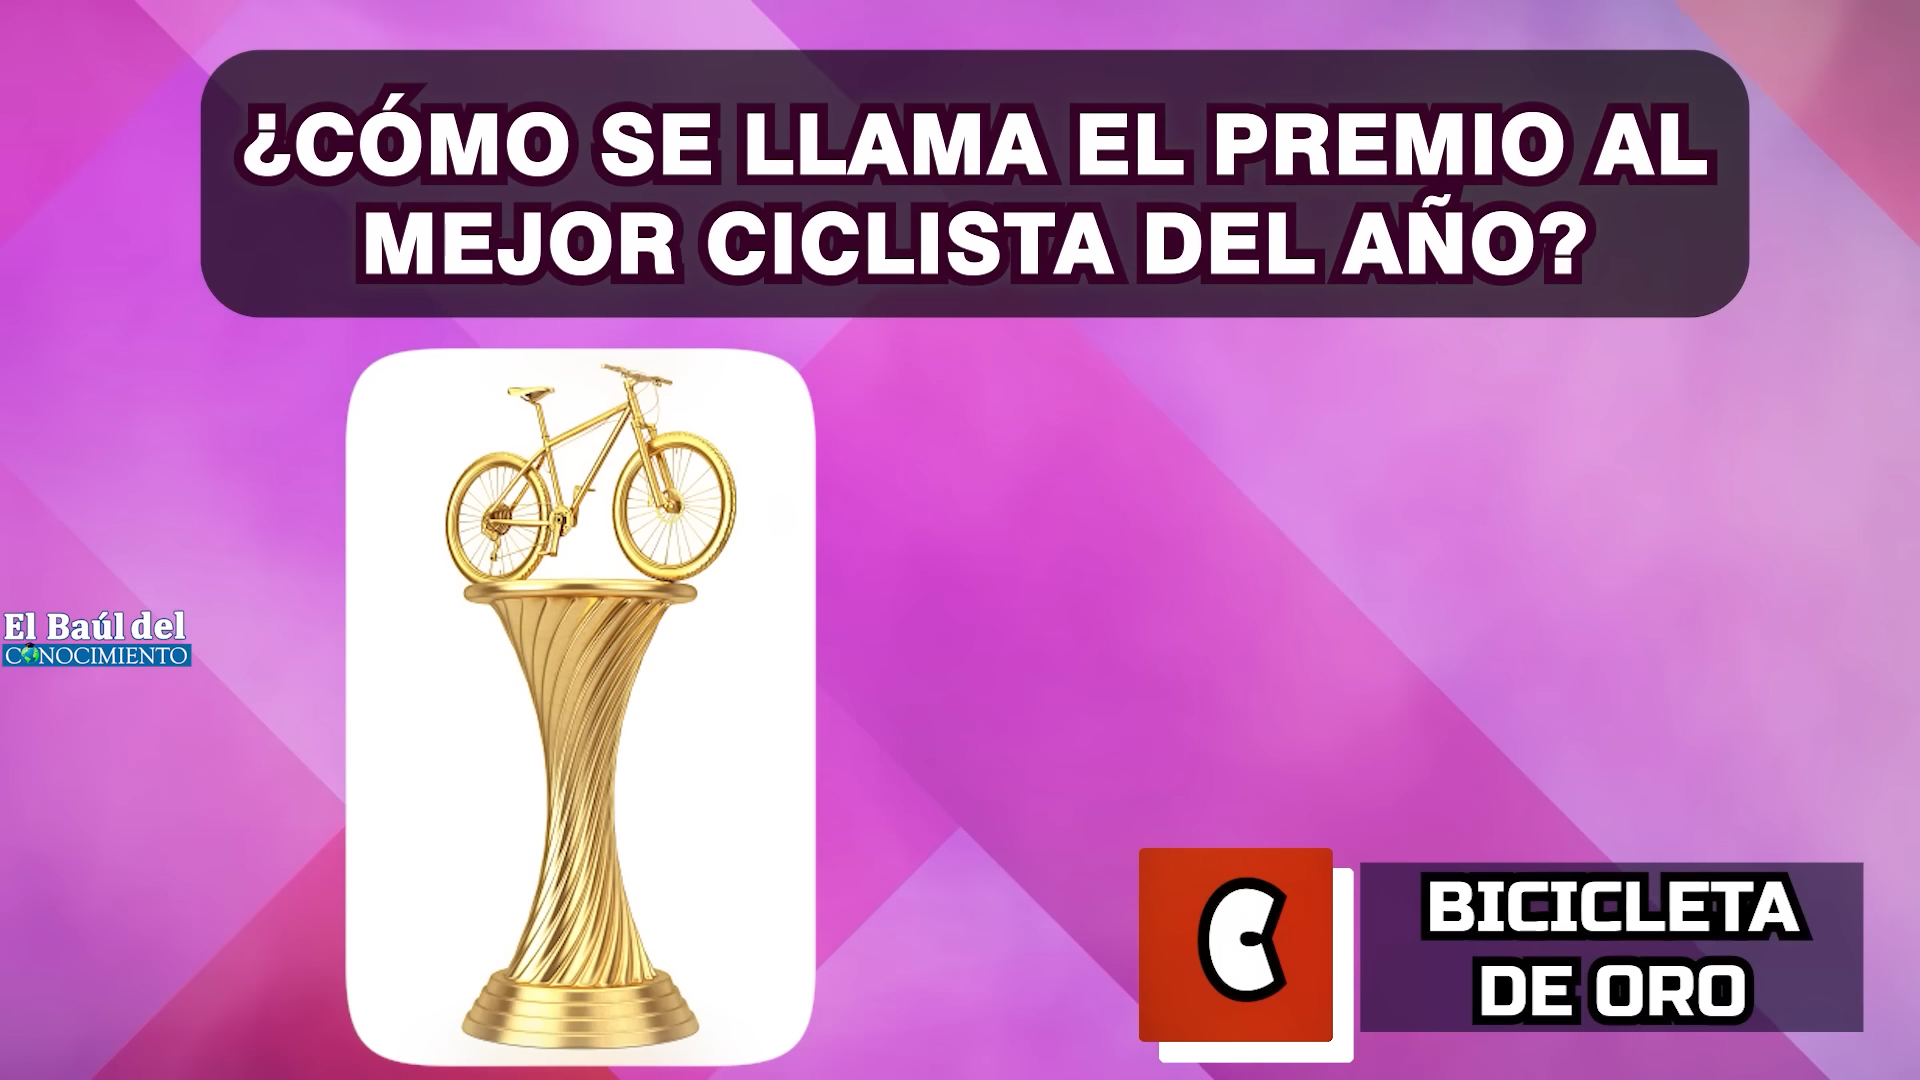 ¿CÓMO SE LLAMA EL PREMIO AL
MEJOR CICLISTA DEL AÑO?
El Baúl del
CONOCIMIENTO
C
BICICLETA
DE ORO